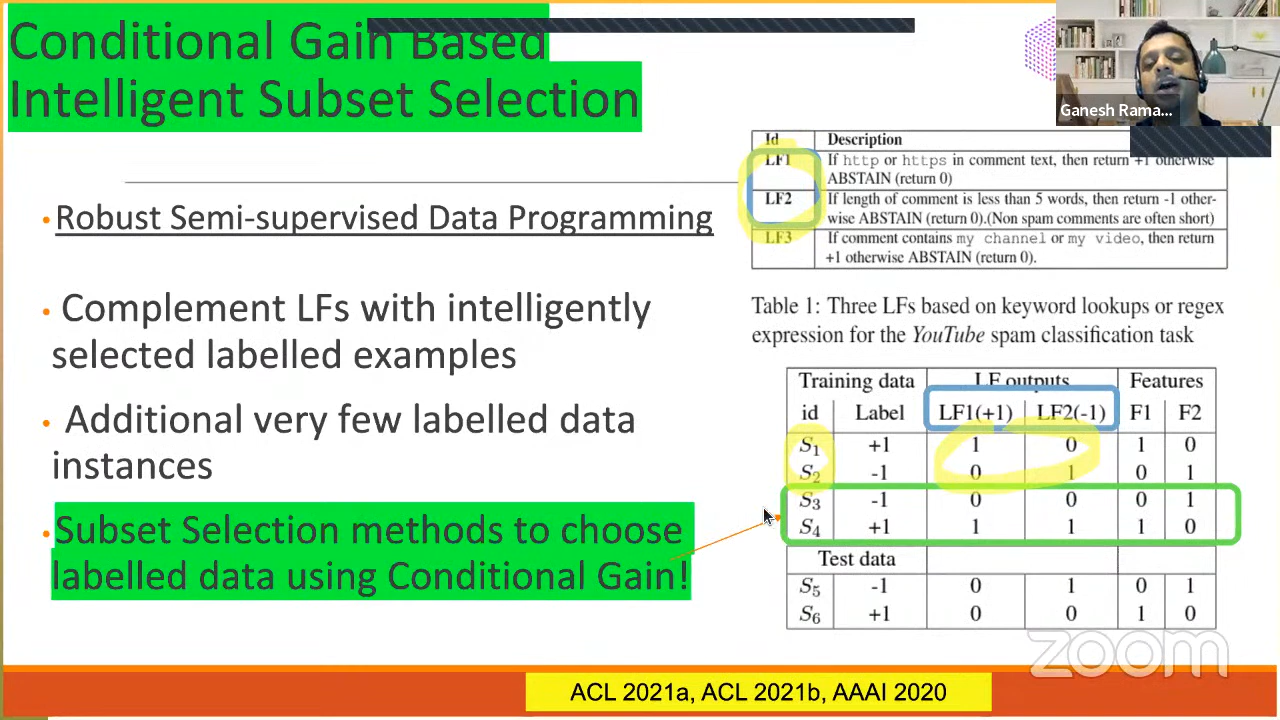 Conditional Gain Based
Intelligent Subset Selection
Ganesh Rama...
• Robust Semi-supervised Data Programming
• Complement LFs with intelligently
selected labelled examples
• Additional very few labelled data
instances
• Subset Selection methods to choose
labelled data using Conditional Gain!
Id Description
LF1 If http or https in comment text, then return +1 otherwise
ABSTAIN (return 0)
LF2 If length of comment is less than 5 words, then return -1 other-
wise ABSTAIN (return 0).(Non spam comments are often short)
LF3 If comment contains my channel or my video, then return
+1 otherwise ABSTAIN (return 0).
Table 1: Three LFs based on keyword lookups or regex
expression for the YouTube spam classification task
Training data LF outputs Features
id Label LF1(+1) LF2(-1) F1 F2
S1 +1 1 0 1 0
S2 -1 0 1 0 1
S3 -1 0 0 0 1
S4 +1 1 1 1 0
Test data
S5 -1 0 1 0 1
S6 +1 0 0 1 0
zoom
ACL 2021a, ACL 2021b, AAAI 2020